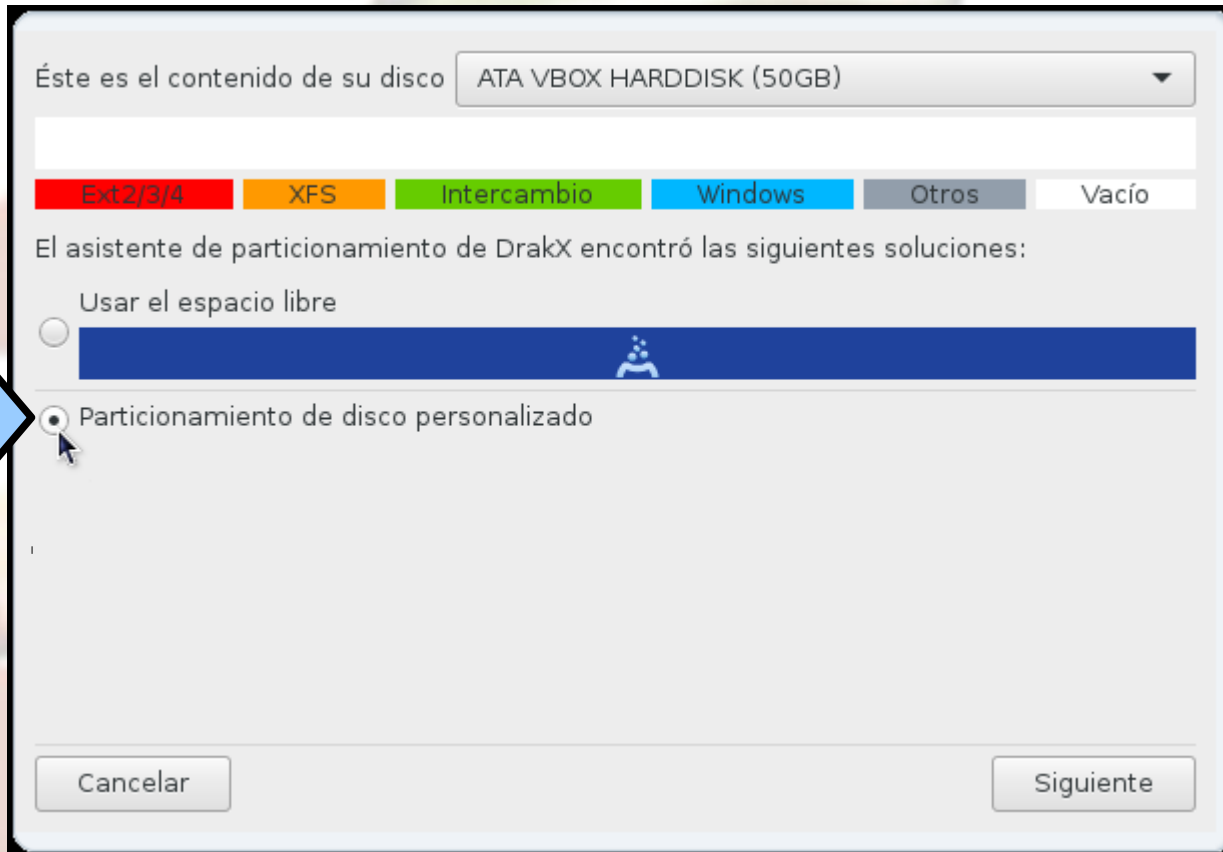 Éste es el contenido de su disco ATA VBOX HARDDISK (50GB)
Ext2/3/4 XFS Intercambio Windows Otros Vacío
El asistente de particionamiento de DrakX encontró las siguientes soluciones:
Usar el espacio libre
Particionamiento de disco personalizado
Cancelar Siguiente